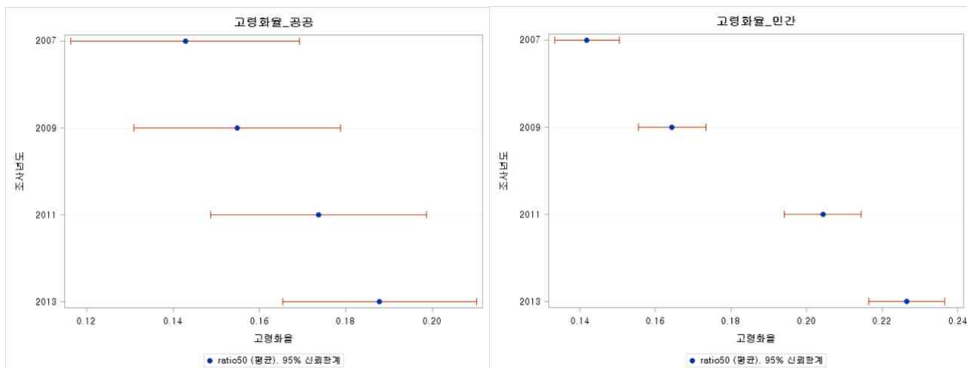 고령화율_공공
2007
2009
2011
2013
조사년도
0.12 0.14 0.16 0.18 0.20
고령화율
ratio50 (평균), 95% 신뢰한계
고령화율_민간
2007
2009
2011
2013
조사년도
0.14 0.16 0.18 0.20 0.22 0.24
고령화율
ratio50 (평균), 95% 신뢰한계